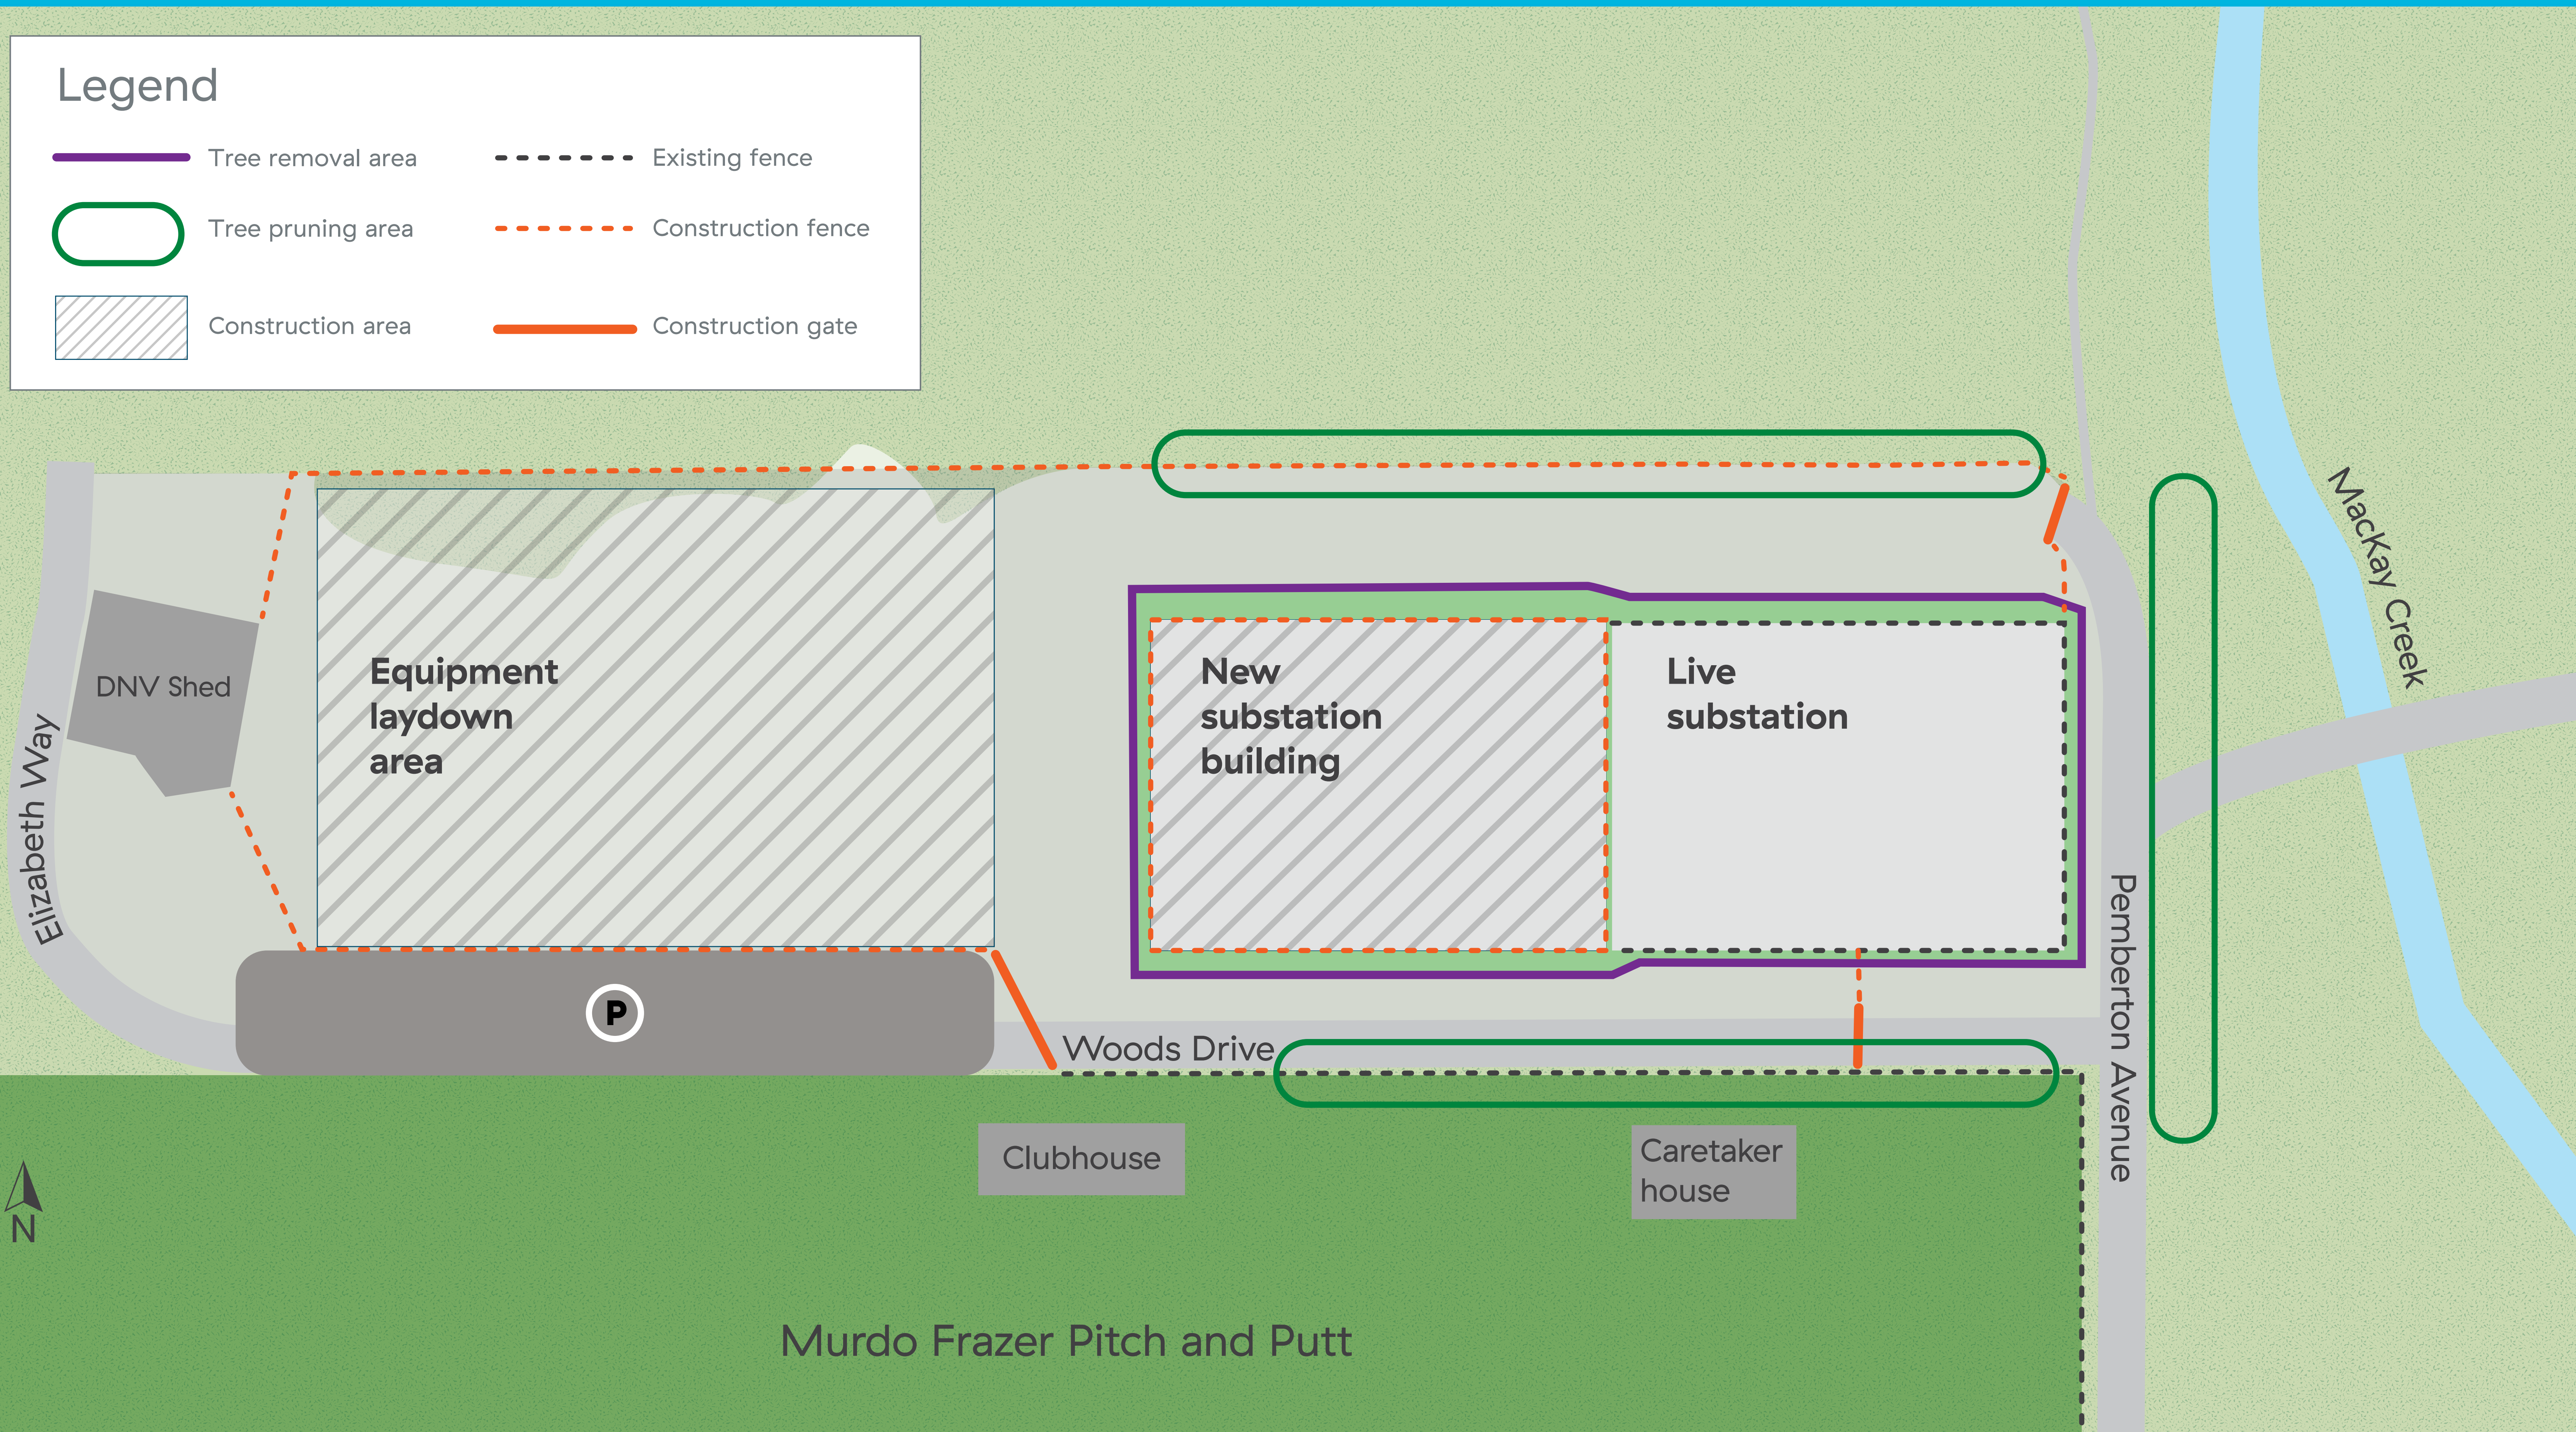 Legend
Tree removal area
Existing fence
Tree pruning area
Construction fence
Construction area
Construction gate
MacKay Creek
Equipment
laydown
area
New
substation
building
Live
substation
DNV Shed
Elizabeth Way
P
Woods Drive
Pemberton Avenue
Clubhouse
Caretaker
house
N
Murdo Frazer Pitch and Putt